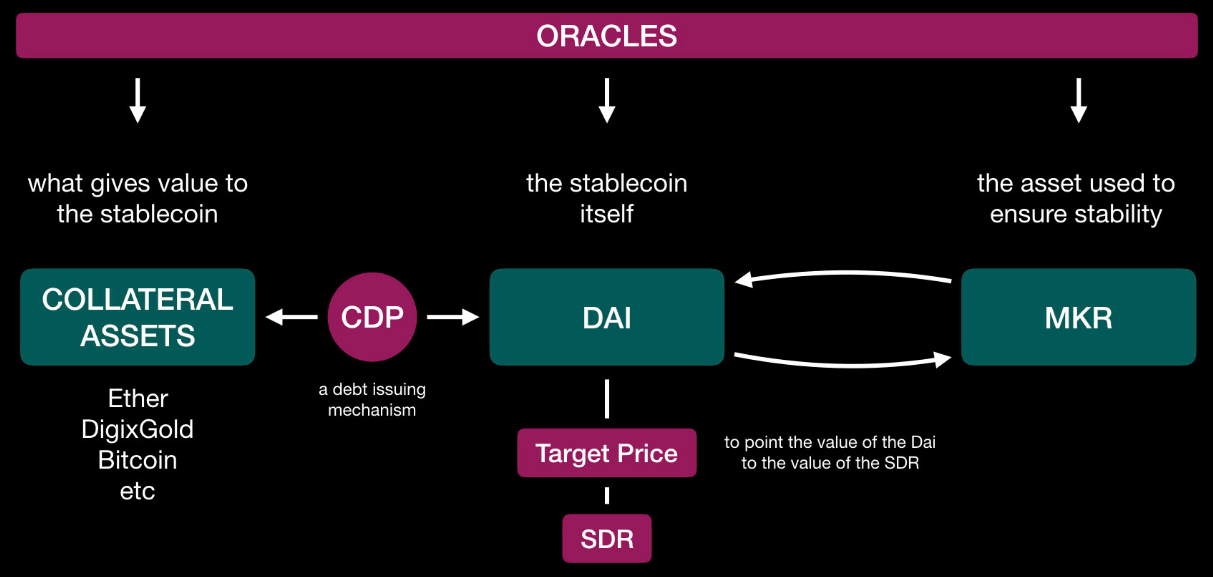 ORACLES
what gives value to
the stablecoin
the stablecoin
itself
the asset used to
ensure stability
COLLATERAL
ASSETS
CDP
DAI
MKR
Ether
DigixGold
Bitcoin
etc
a debt issuing
mechanism
Target Price
to point the value of the Dai
to the value of the SDR
SDR